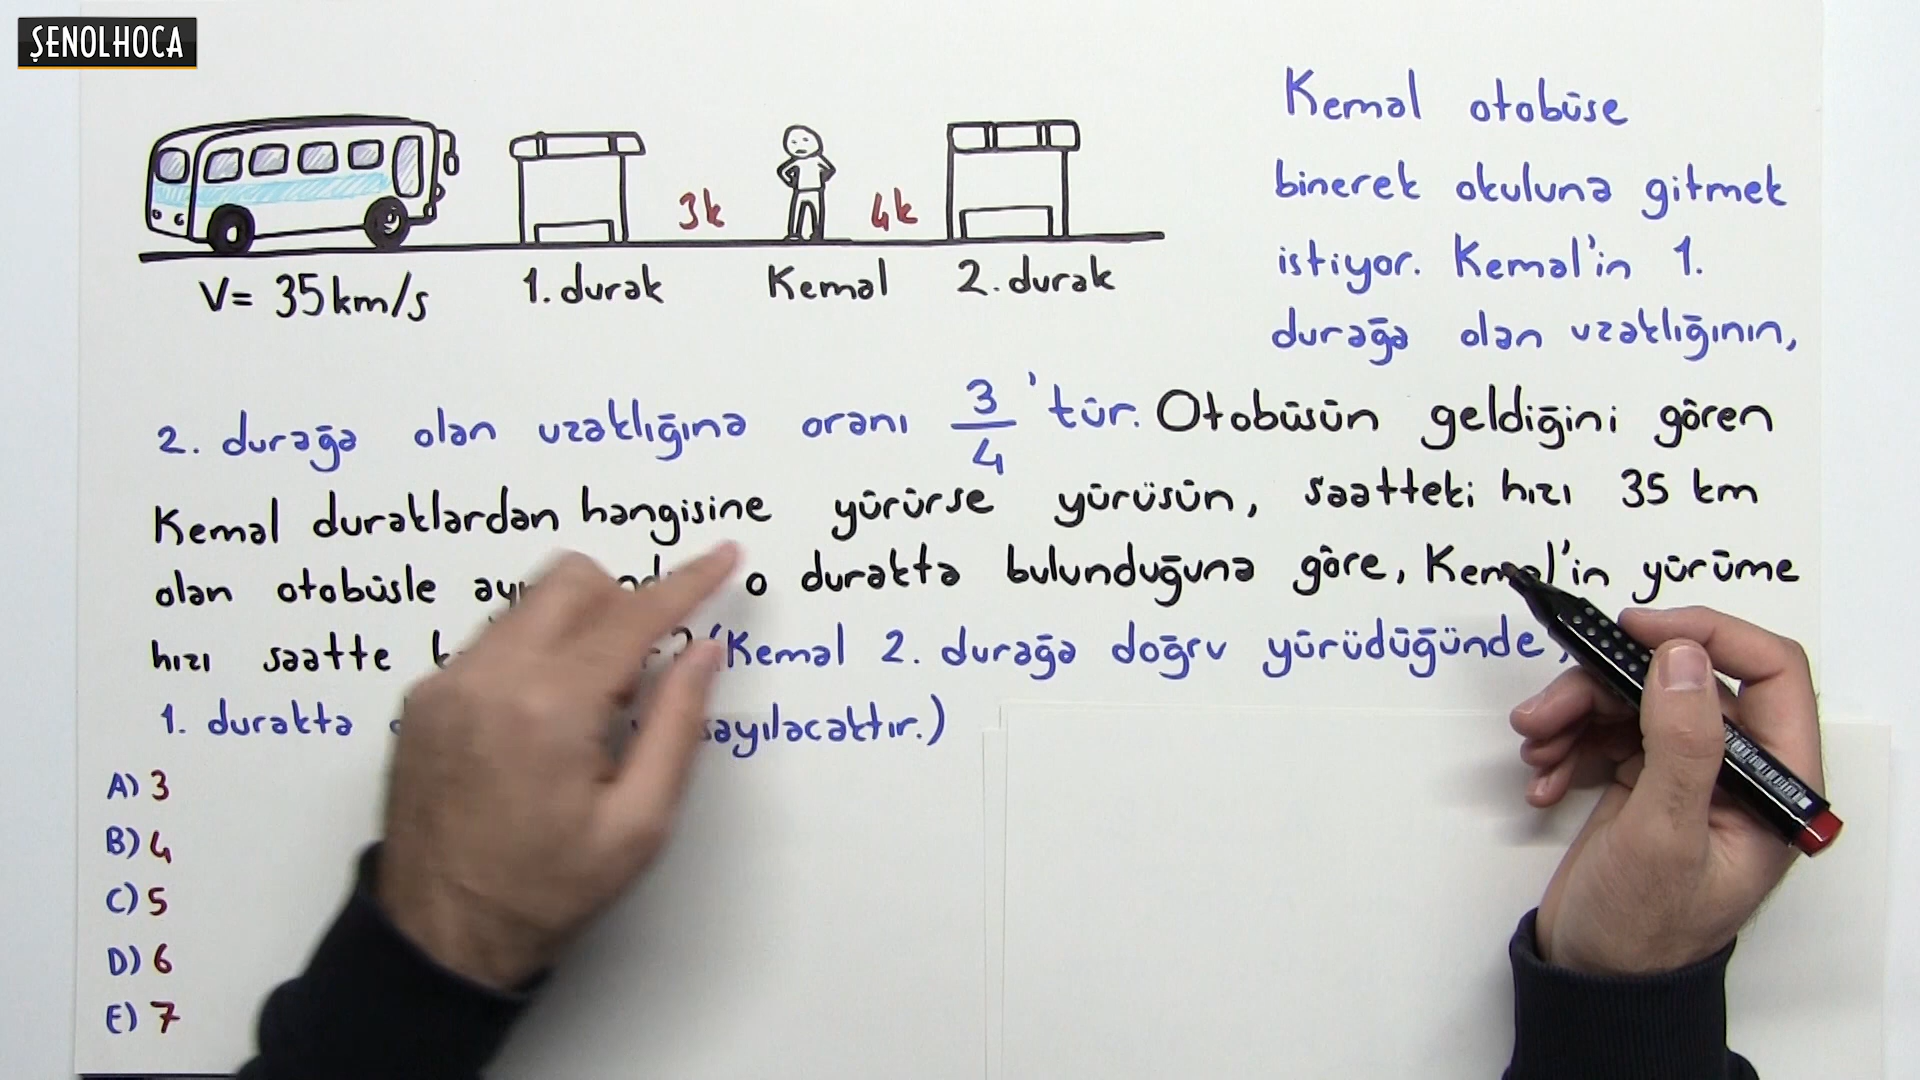 ŞENOLHOCA
3k
4k
V= 35 km/s
1. durak
Kemal
2. durak
Kemal otobüse
binerek okuluna gitmek
istiyor. Kemal'in 1.
durağa olan uzaklığının,
2. durağa olan uzaklığına oranı 3/4 'tür. Otobüsün geldiğini gören
Kemal duraklardan hangisine yürürse yürüsün, saatteki hızı 35 km
olan otobüsle o durakta bulunduğuna göre, Kemal'in yürüme
hızı saatte (Kemal 2. durağa doğru yürüdüğünde,
1. durakta sayılacaktır.)
A) 3
B) 4
C) 5
D) 6
E) 7